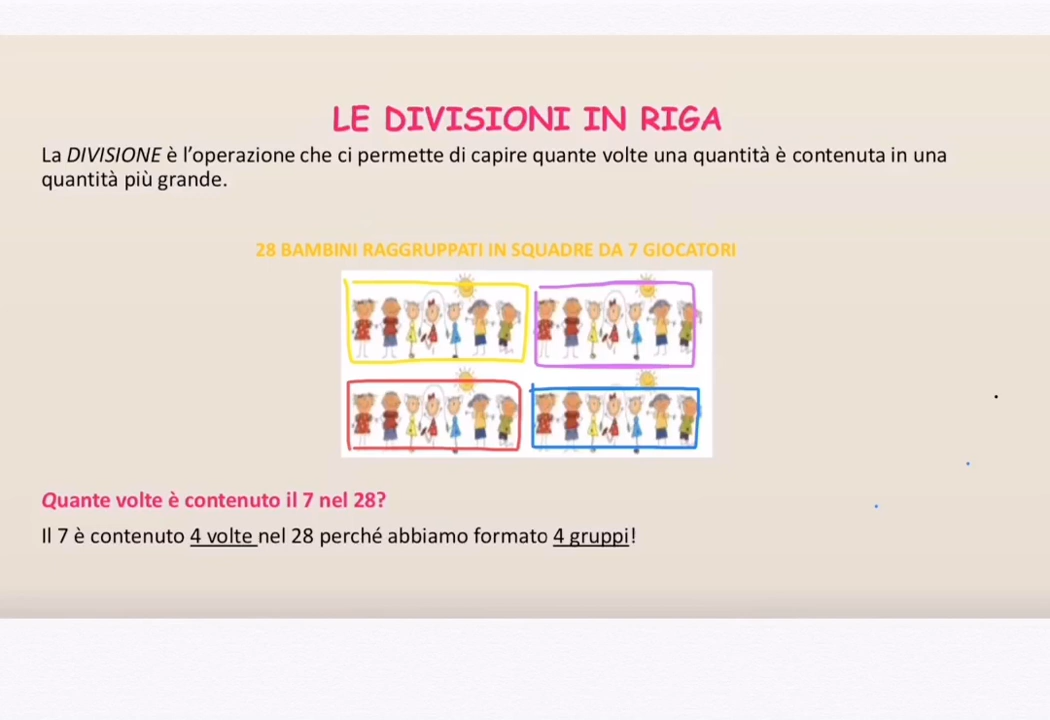 LE DIVISIONI IN RIGA
La DIVISIONE è l’operazione che ci permette di capire quante volte una quantità è contenuta in una
quantità più grande.
28 BAMBINI RAGGRUPPATI IN SQUADRE DA 7 GIOCATORI
Quante volte è contenuto il 7 nel 28?
Il 7 è contenuto 4 volte nel 28 perché abbiamo formato 4 gruppi!